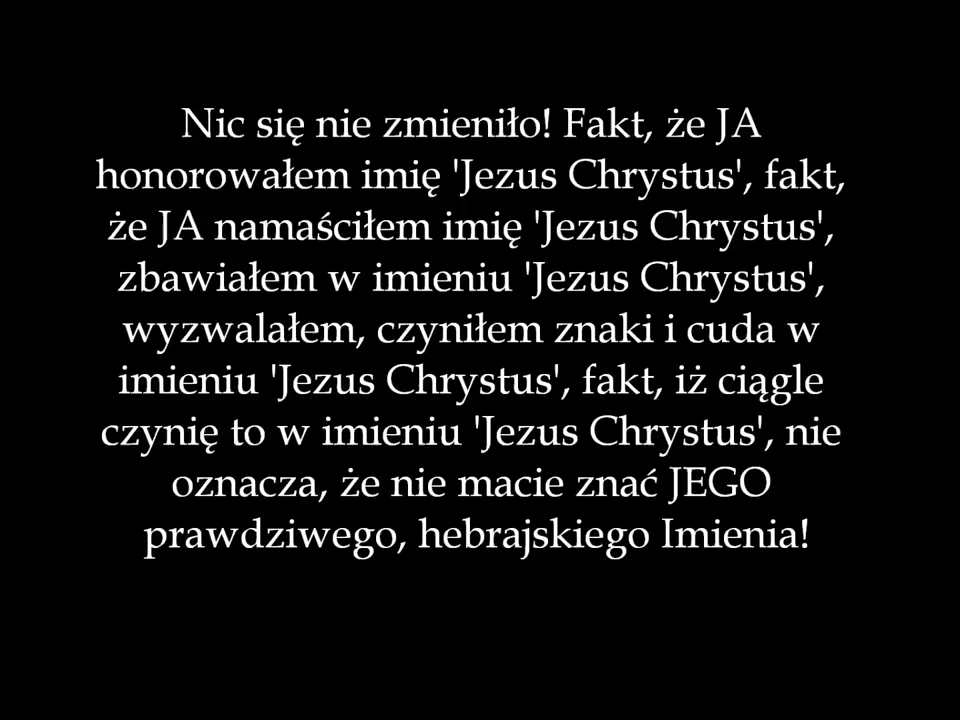 Nic się nie zmieniło! Fakt, że JA
honorowałem imię 'Jezus Chrystus', fakt,
że JA namaściłem imię 'Jezus Chrystus',
zbawiałem w imieniu 'Jezus Chrystus',
wyzwalałem, czyniłem znaki i cuda w
imieniu 'Jezus Chrystus', fakt, iż ciągle
czynię to w imieniu 'Jezus Chrystus', nie
oznacza, że nie macie znać JEGO
prawdziwego, hebrajskiego Imienia!